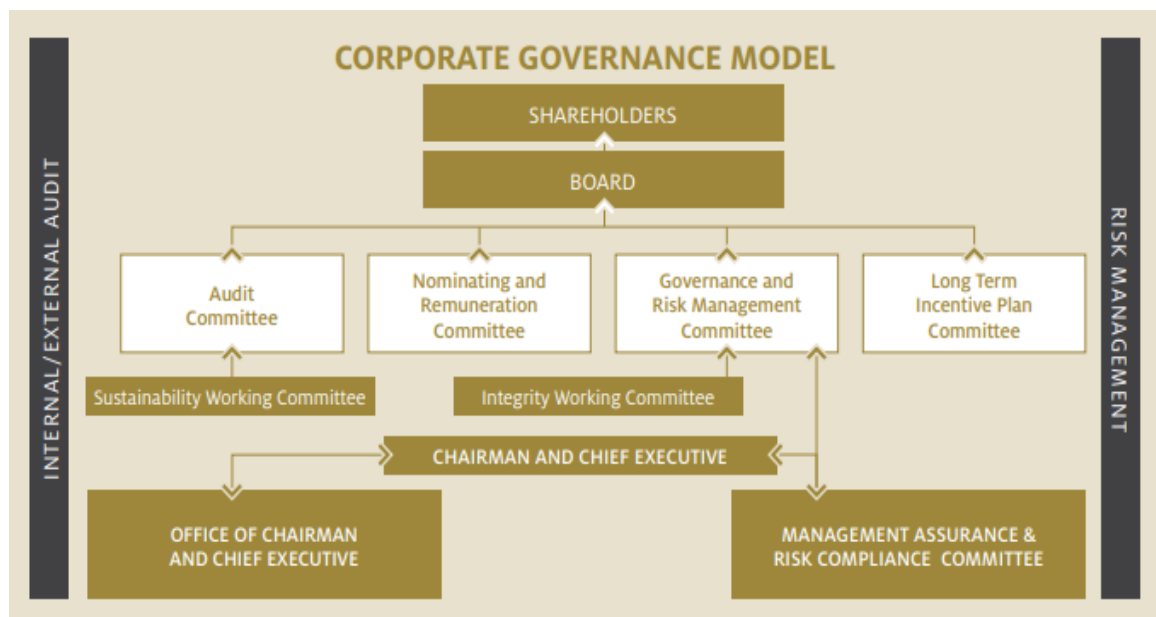 CORPORATE GOVERNANCE MODEL
SHAREHOLDERS
BOARD
INTERNAL/EXTERNAL AUDIT
RISK MANAGEMENT
Audit
Committee
Nominating and
Remuneration
Committee
Governance and
Risk Management
Committee
Long Term
Incentive Plan
Committee
Sustainability Working Committee
Integrity Working Committee
CHAIRMAN AND CHIEF EXECUTIVE
OFFICE OF CHAIRMAN
AND CHIEF EXECUTIVE
MANAGEMENT ASSURANCE &
RISK COMPLIANCE COMMITTEE